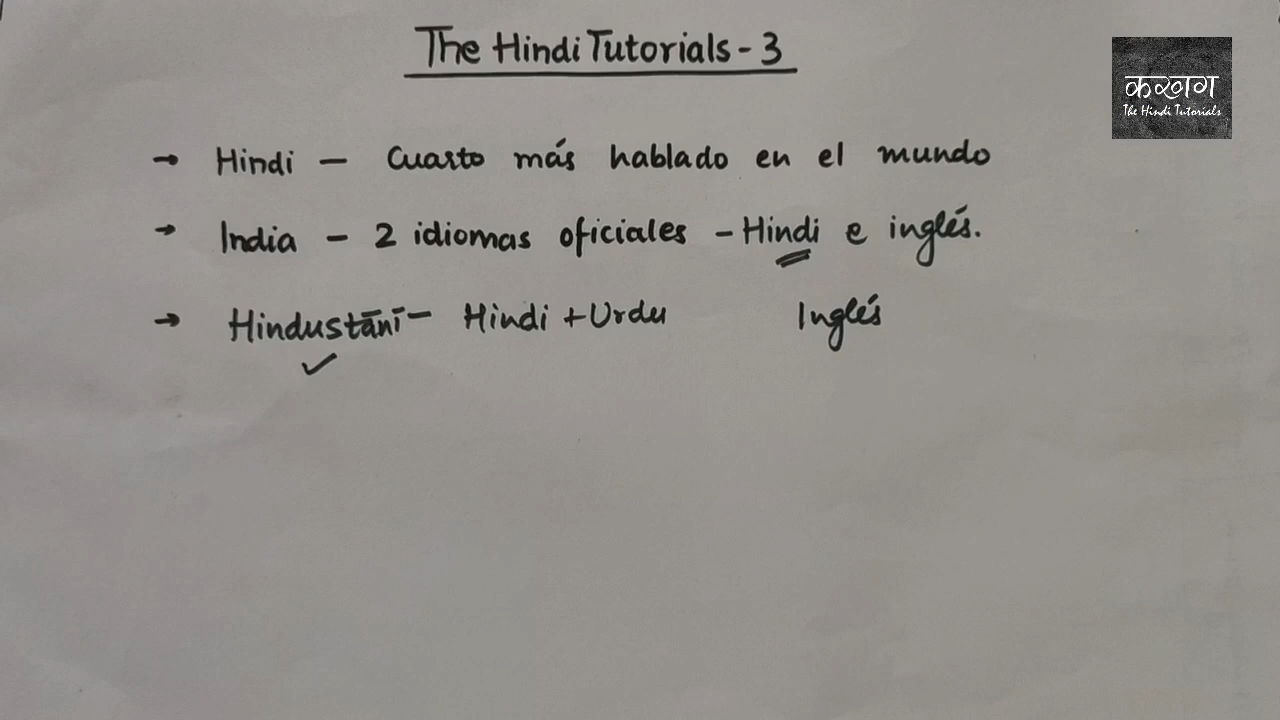 The Hindi Tutorials - 3
कखग
The Hindi Tutorials
→ Hindi – Cuarto más hablado en el mundo
→ India – 2 idiomas oficiales – Hindi e inglés.
→ Hindustānī – Hindi + Urdu Inglés